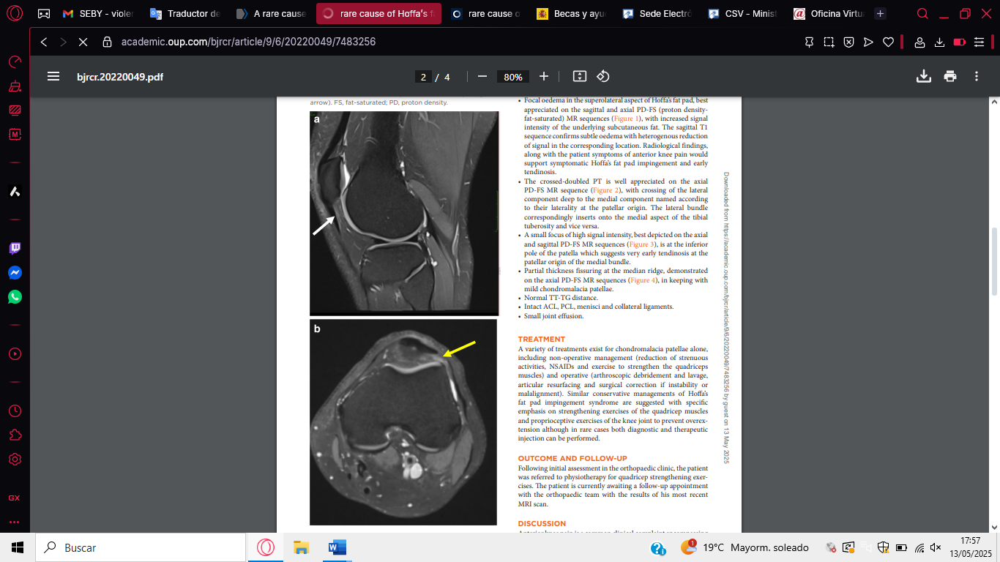 SEBY - violer
Traductor de
A rare cause
rare cause of Hoffa's f
rare cause o
Becas y ayu
Sede Electró
CSV - Minist
Oficina Virtu
academic.oup.com/bjrcr/article/9/6/20220049/7483256
bjrcr.20220049.pdf
2 / 4
80%
arrow). FS, fat-saturated; PD, proton density.
a
b
• Focal oedema in the superolateral aspect of Hoffa's fat pad, best
appreciated on the sagittal and axial PD-FS (proton density-
fat-saturated) MR sequences (Figure 1), with increased signal
intensity of the underlying subcutaneous fat. The sagittal T1
sequence confirms subtle oedema with heterogenous reduction
of signal in the corresponding location. Radiological findings,
along with the patient symptoms of anterior knee pain would
support symptomatic Hoffa's fat pad impingement and early
tendinosis.
• The crossed-doubled PT is well appreciated on the axial
PD-FS MR sequence (Figure 2), with crossing of the lateral
component deep to the medial component named according
to their laterality at the patellar origin. The lateral bundle
correspondingly inserts onto the medial aspect of the tibial
tuberosity and vice versa.
• A small focus of high signal intensity, best depicted on the axial
and sagittal PD-FS MR sequences (Figure 3), is at the inferior
pole of the patella which suggests very early tendinosis at the
patellar origin of the medial bundle.
• Partial thickness fissuring at the median ridge, demonstrated
on the axial PD-FS MR sequences (Figure 4), in keeping with
mild chondromalacia patellae.
• Normal TT-TG distance.
• Intact ACL, PCL, menisci and collateral ligaments.
• Small joint effusion.
TREATMENT
A variety of treatments exist for chondromalacia patellae alone,
including non-operative management (reduction of strenuous
activities, NSAIDs and exercise to strengthen the quadriceps
muscles) and operative (arthroscopic debridement and lavage,
articular resurfacing and surgical correction if instability or
malalignment). Similar conservative managements of Hoffa's
fat pad impingement syndrome are suggested with specific
emphasis on strengthening exercises of the quadricep muscles
and proprioceptive exercises of the knee joint to prevent overex-
tension although in rare cases both diagnostic and therapeutic
injection can be performed.
OUTCOME AND FOLLOW-UP
Following initial assessment in the orthopaedic clinic, the patient
was referred to physiotherapy for quadricep strengthening exer-
cises. The patient is currently awaiting a follow-up appointment
with the orthopaedic team with the results of his most recent
MRI scan.
DISCUSSION
Downloaded from https://academic.oup.com/bjrcr/article/9/6/20220049/7483256 by guest on 13 May 2025
GX
Buscar
1
19°C Mayorm. soleado
17:57
13/05/2025